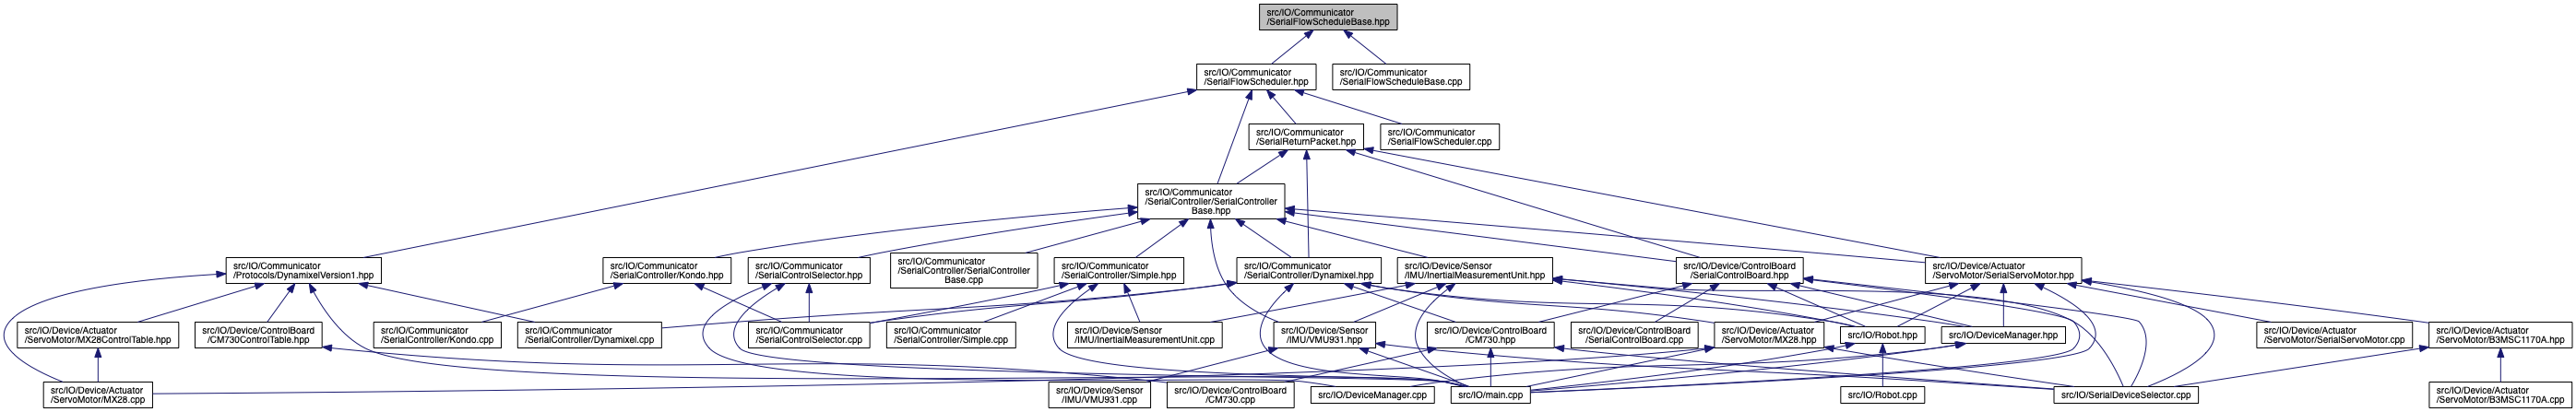 src/IO/Communicator
/SerialFlowScheduleBase.hpp
src/IO/Communicator
/SerialFlowScheduler.hpp
src/IO/Communicator
/SerialFlowScheduleBase.cpp
src/IO/Communicator
/SerialReturnPacket.hpp
src/IO/Communicator
/SerialFlowScheduler.cpp
src/IO/Communicator
/SerialController/SerialController
Base.hpp
src/IO/Communicator
/Protocols/DynamixelVersion1.hpp
src/IO/Communicator
/SerialController/Kondo.hpp
src/IO/Communicator
/SerialControlSelector.hpp
src/IO/Communicator
/SerialController/SerialController
Base.cpp
src/IO/Communicator
/SerialController/Simple.hpp
src/IO/Communicator
/SerialController/Dynamixel.hpp
src/IO/Device/Sensor
/IMU/InertialMeasurementUnit.hpp
src/IO/Device/ControlBoard
/SerialControlBoard.hpp
src/IO/Device/Actuator
/ServoMotor/SerialServoMotor.hpp
src/IO/Device/Actuator
/ServoMotor/MX28ControlTable.hpp
src/IO/Device/ControlBoard
/CM730ControlTable.hpp
src/IO/Communicator
/SerialController/Kondo.cpp
src/IO/Communicator
/SerialController/Dynamixel.cpp
src/IO/Communicator
/SerialControlSelector.cpp
src/IO/Communicator
/SerialController/Simple.cpp
src/IO/Device/Sensor
/IMU/InertialMeasurementUnit.cpp
src/IO/Device/Sensor
/IMU/VMU931.hpp
src/IO/Device/ControlBoard
/CM730.hpp
src/IO/Device/ControlBoard
/SerialControlBoard.cpp
src/IO/Device/Actuator
/ServoMotor/MX28.hpp
src/IO/Robot.hpp
src/IO/DeviceManager.hpp
src/IO/Device/Actuator
/ServoMotor/SerialServoMotor.cpp
src/IO/Device/Actuator
/ServoMotor/B3MSC1170A.hpp
src/IO/Device/Actuator
/ServoMotor/MX28.cpp
src/IO/Device/Sensor
/IMU/VMU931.cpp
src/IO/Device/ControlBoard
/CM730.cpp
src/IO/DeviceManager.cpp
src/IO/main.cpp
src/IO/Robot.cpp
src/IO/SerialDeviceSelector.cpp
src/IO/Device/Actuator
/ServoMotor/B3MSC1170A.cpp